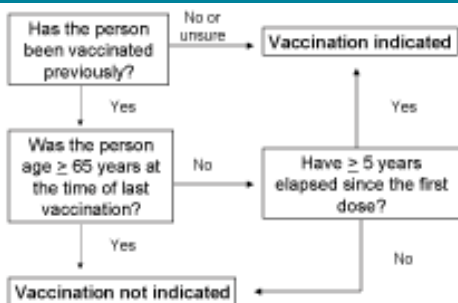 Has the person
been vaccinated
previously?
No or
unsure
Vaccination indicated
Yes
Was the person
age ≥ 65 years at
the time of last
vaccination?
No
Have ≥ 5 years
elapsed since the first
dose?
Yes
Yes
No
Vaccination not indicated